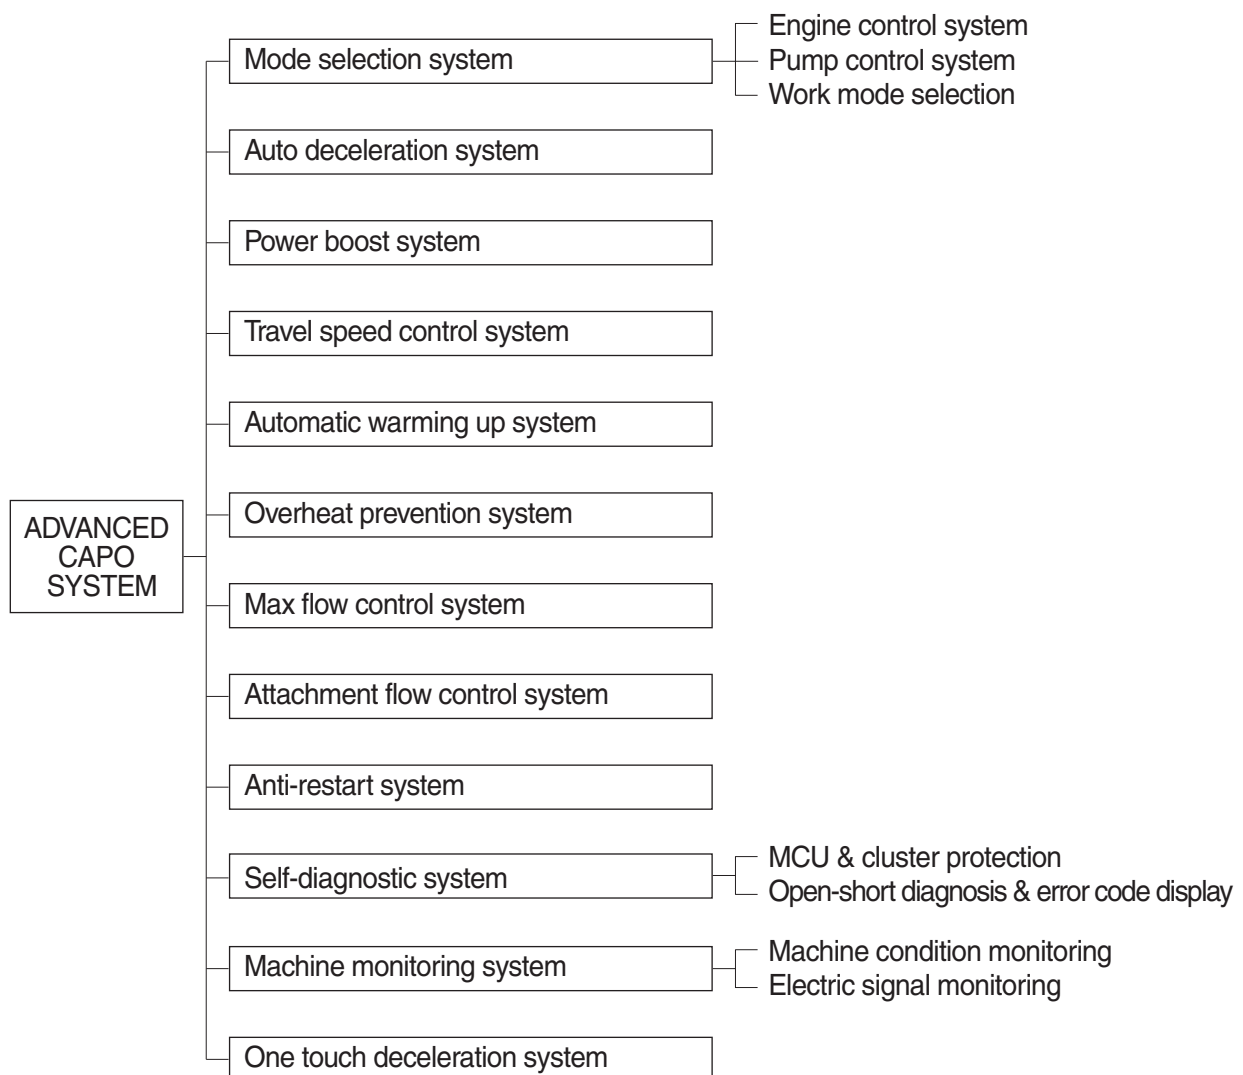 Engine control system
Mode selection system
Pump control system
Work mode selection
Auto deceleration system
Power boost system
Travel speed control system
Automatic warming up system
Overheat prevention system
ADVANCED
CAPO
SYSTEM
Max flow control system
Attachment flow control system
Anti-restart system
MCU & cluster protection
Self-diagnostic system
Open-short diagnosis & error code display
Machine condition monitoring
Machine monitoring system
Electric signal monitoring
One touch deceleration system